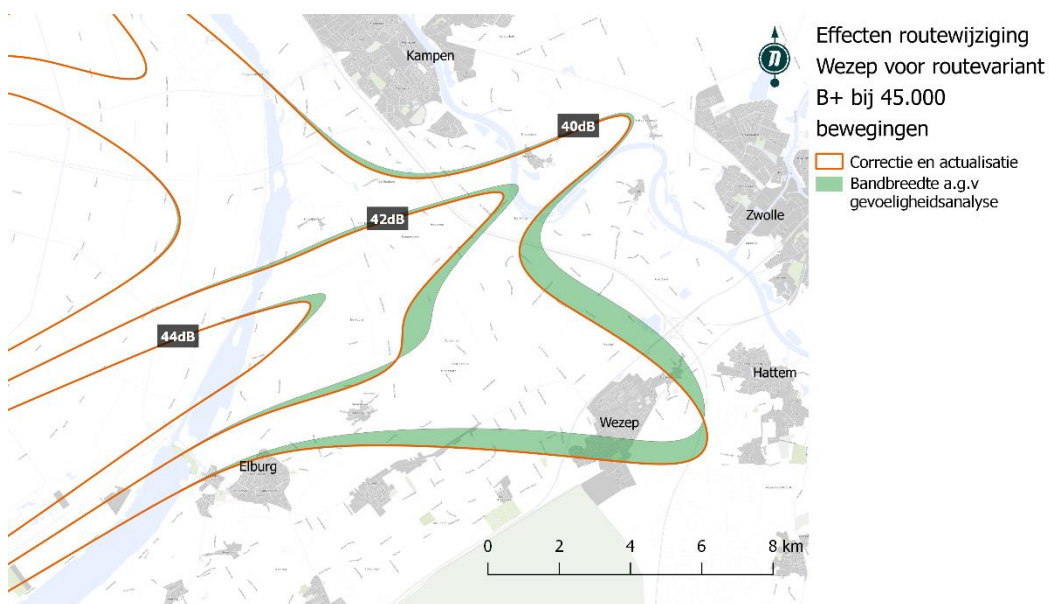 Effecten routewijziging
Wezep voor routevariant
B+ bij 45.000
bewegingen
Correctie en actualisatie
Bandbreedte a.g.v
gevoeligheidsanalyse
Kampen
40dB
Zwolle
42dB
44dB
Hattem
Wezep
Elburg
0 2 4 6 8 km